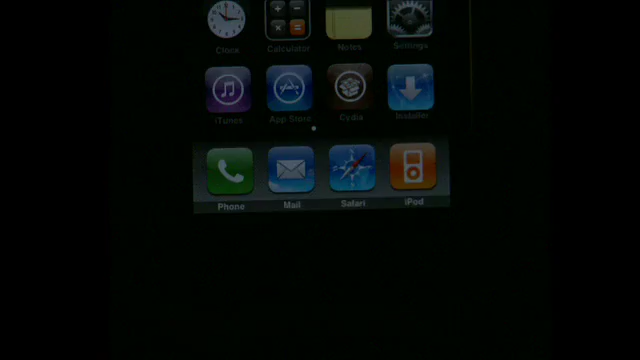 Clock Calculator Notes Settings
iTunes App Store Cydia Installer
Phone Mail Safari iPod